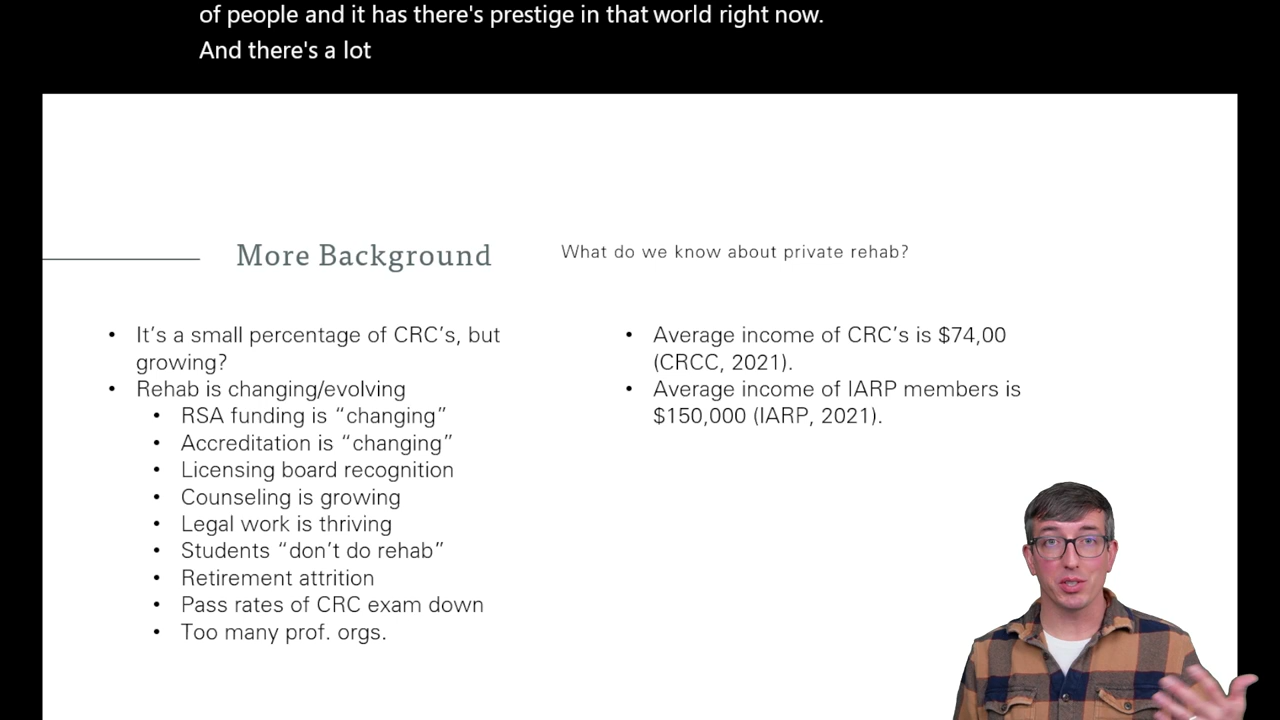 of people and it has there's prestige in that world right now.
And there's a lot
More Background
What do we know about private rehab?
• It's a small percentage of CRC's, but
growing?
• Rehab is changing/evolving
• RSA funding is “changing”
• Accreditation is “changing”
• Licensing board recognition
• Counseling is growing
• Legal work is thriving
• Students “don't do rehab”
• Retirement attrition
• Pass rates of CRC exam down
• Too many prof. orgs.
• Average income of CRC's is $74,00
(CRCC, 2021).
• Average income of IARP members is
$150,000 (IARP, 2021).